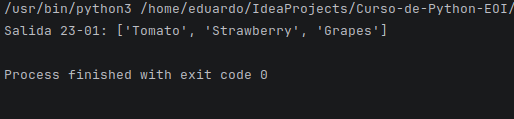 /usr/bin/python3 /home/eduardo/IdeaProjects/Curso-de-Python-EOI/
Salida 23-01: ['Tomato', 'Strawberry', 'Grapes']
Process finished with exit code 0